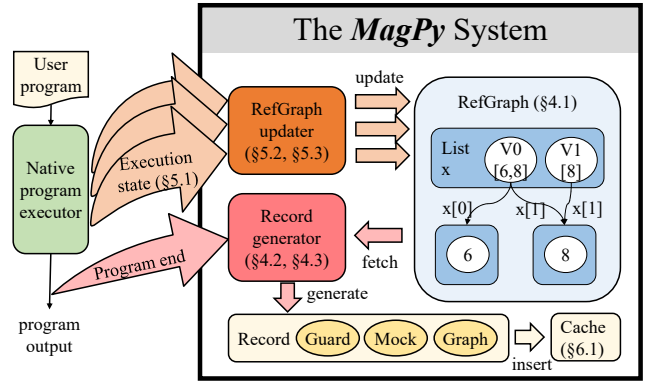 The MagPy System
User
program
Native
program
executor
program
output
Execution
state (§5.1)
Program end
RefGraph
updater
(§5.2, §5.3)
update
RefGraph (§4.1)
List
x
V0
[6,8]
V1
[8]
x[0]
x[1]
x[1]
6
8
Record
generator
(§4.2, §4.3)
fetch
generate
Record
Guard
Mock
Graph
insert
Cache
(§6.1)